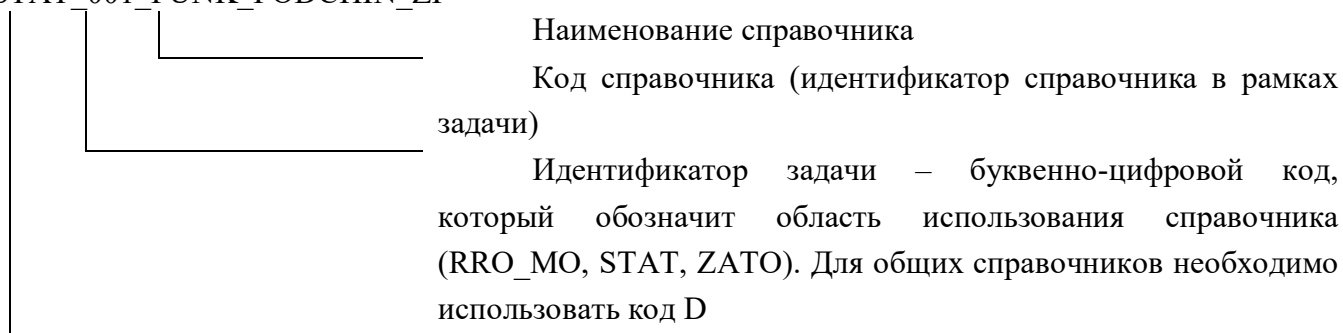 Наименование справочника
Код справочника (идентификатор справочника в рамках
задачи)
Идентификатор задачи – буквенно-цифровой код,
который обозначит область использования справочника
(RRO_MO, STAT, ZATO). Для общих справочников необходимо
использовать код D